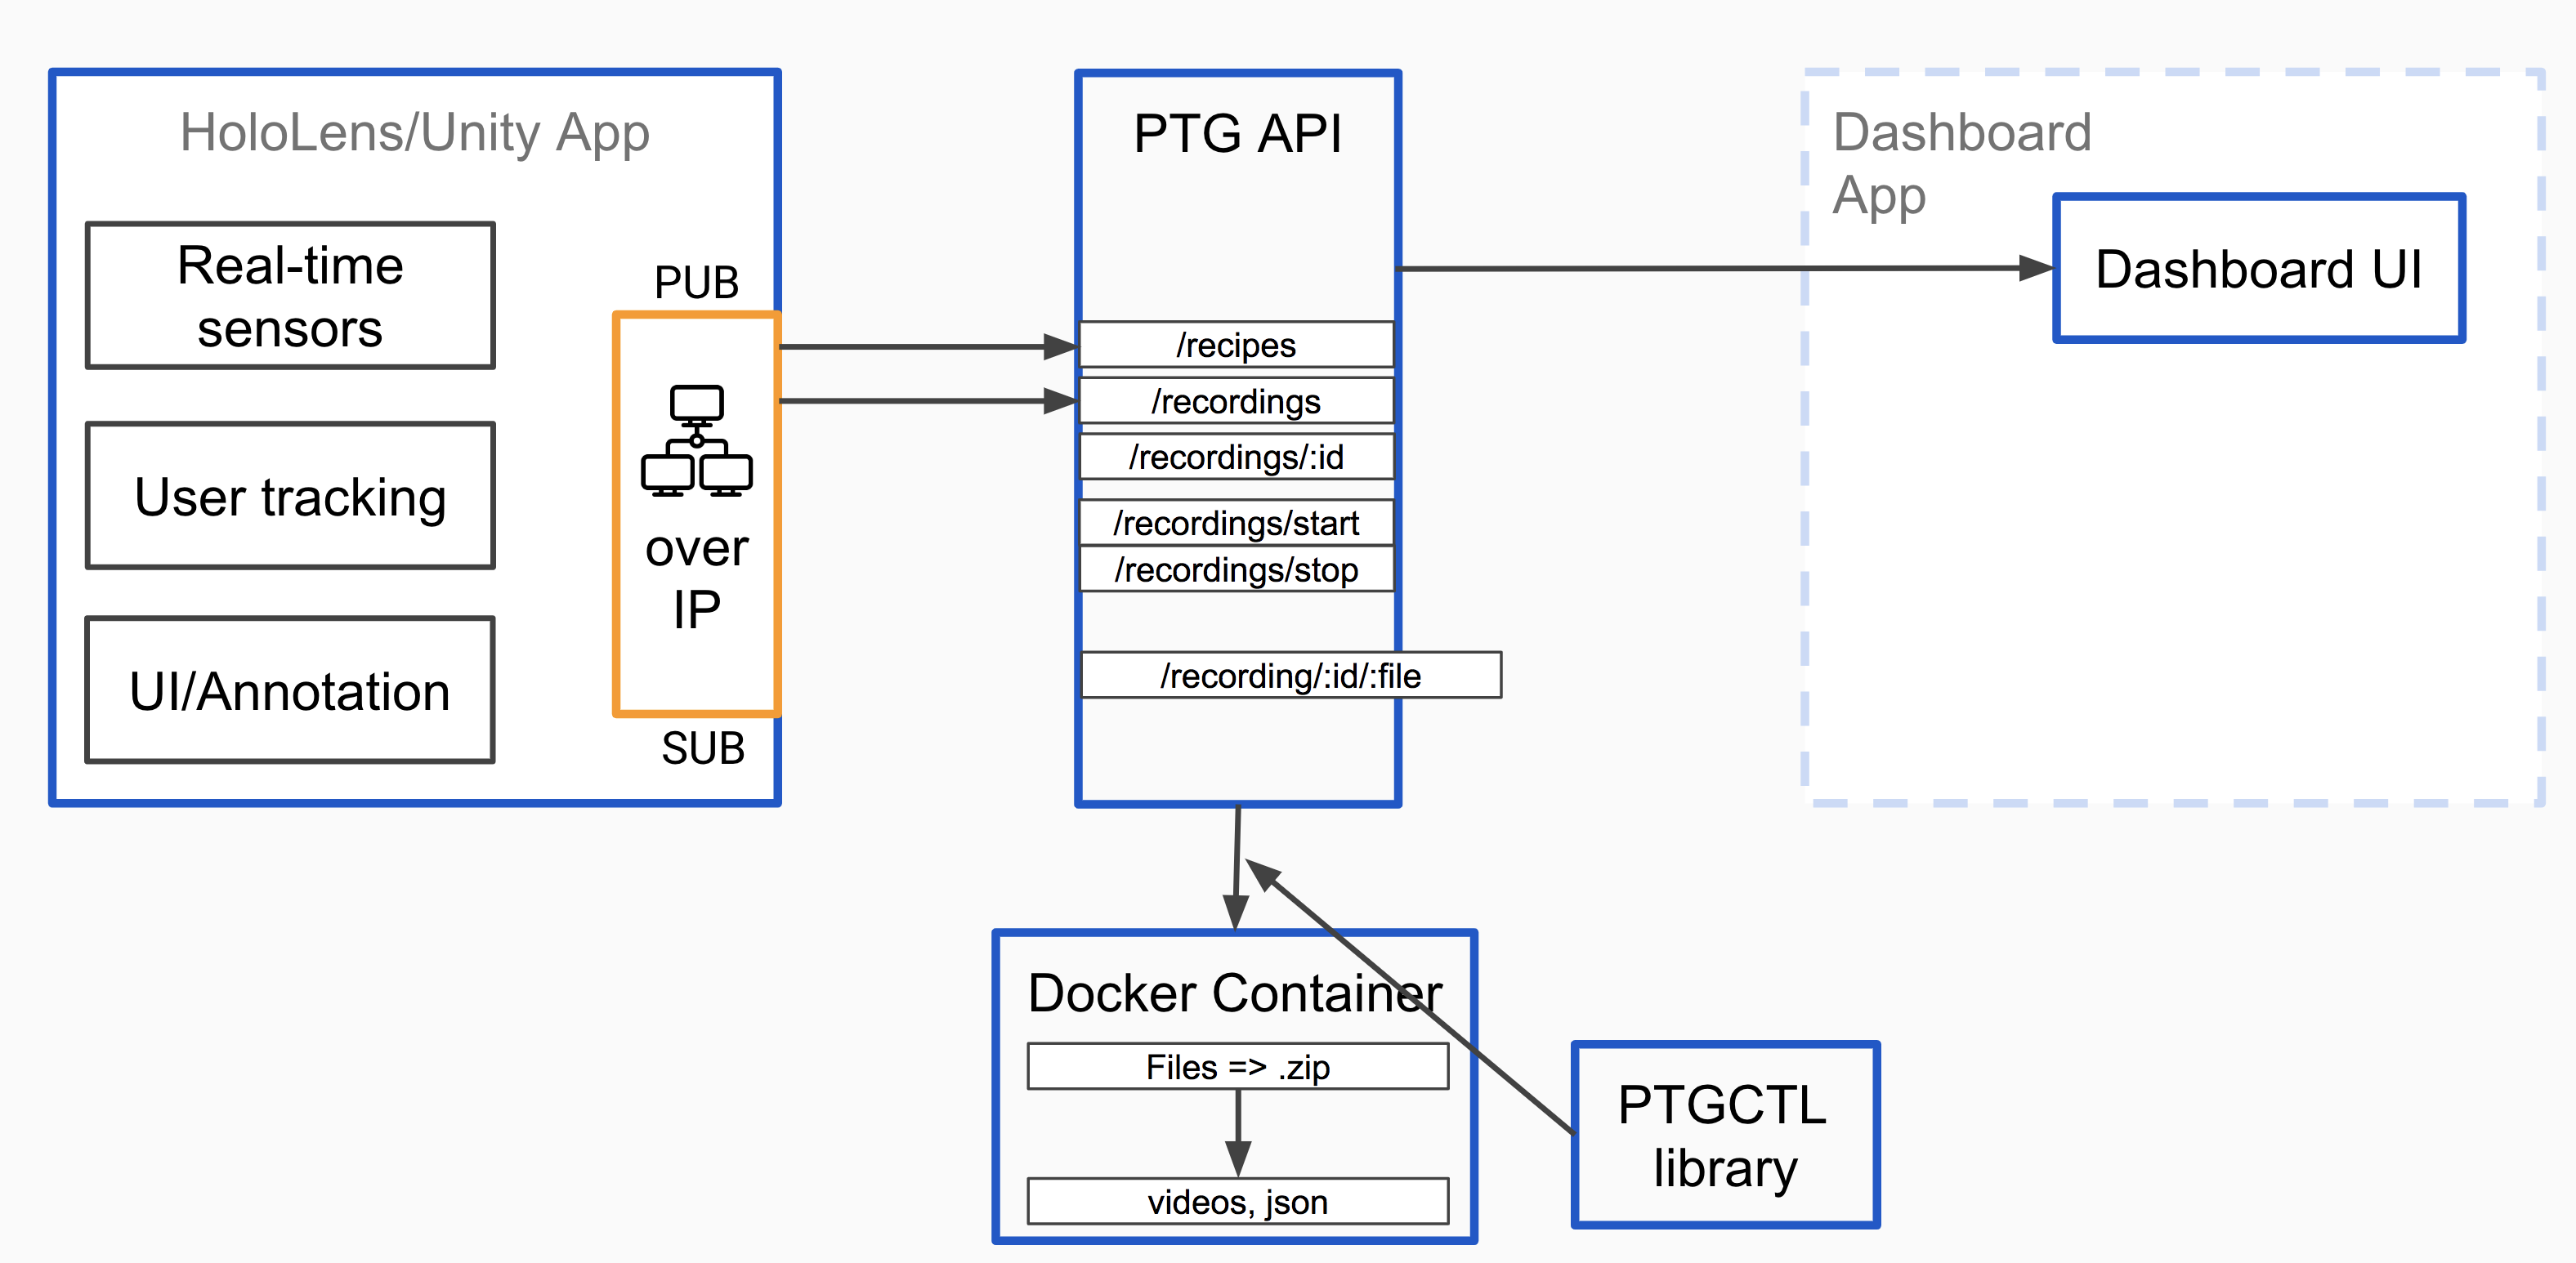 HoloLens/Unity App
Real-time
sensors
User tracking
UI/Annotation
PUB
over
IP
SUB
PTG API
/recipes
/recordings
/recordings/:id
/recordings/start
/recordings/stop
/recording/:id/:file
Dashboard
App
Dashboard UI
Docker Container
Files => .zip
videos, json
PTGCTL
library